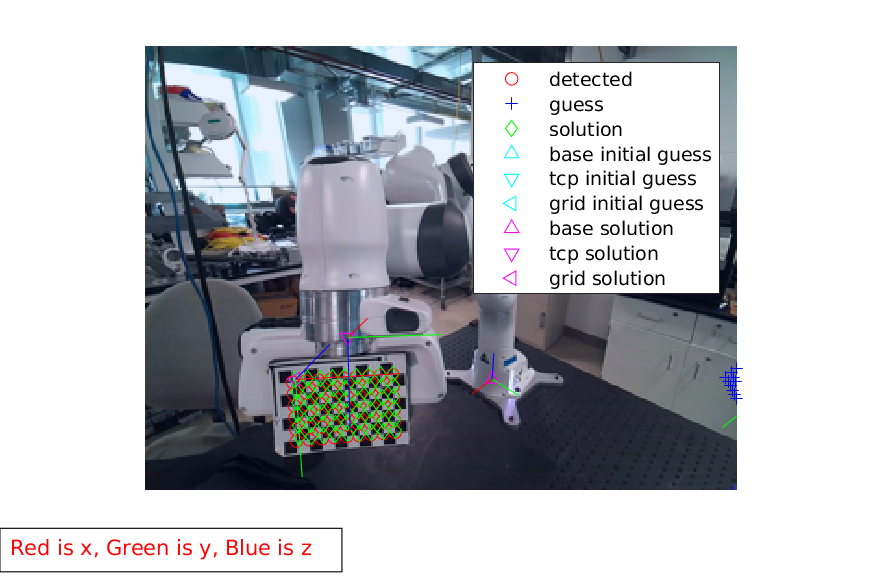 detected
guess
solution
base initial guess
tcp initial guess
grid initial guess
base solution
tcp solution
grid solution
Red is x, Green is y, Blue is z